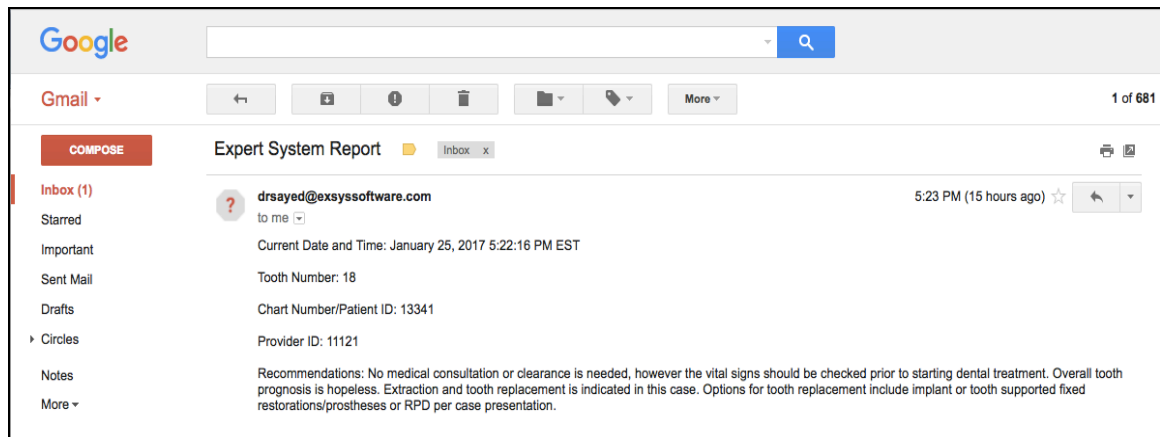 Google
Gmail
More
1 of 681
COMPOSE
Expert System Report
Inbox x
Inbox (1)
Starred
Important
Sent Mail
Drafts
Circles
Notes
More
?
drsayed@exsyssoftware.com
5:23 PM (15 hours ago)
to me
Current Date and Time: January 25, 2017 5:22:16 PM EST
Tooth Number: 18
Chart Number/Patient ID: 13341
Provider ID: 11121
Recommendations: No medical consultation or clearance is needed, however the vital signs should be checked prior to starting dental treatment. Overall tooth
prognosis is hopeless. Extraction and tooth replacement is indicated in this case. Options for tooth replacement include implant or tooth supported fixed
restorations/prostheses or RPD per case presentation.